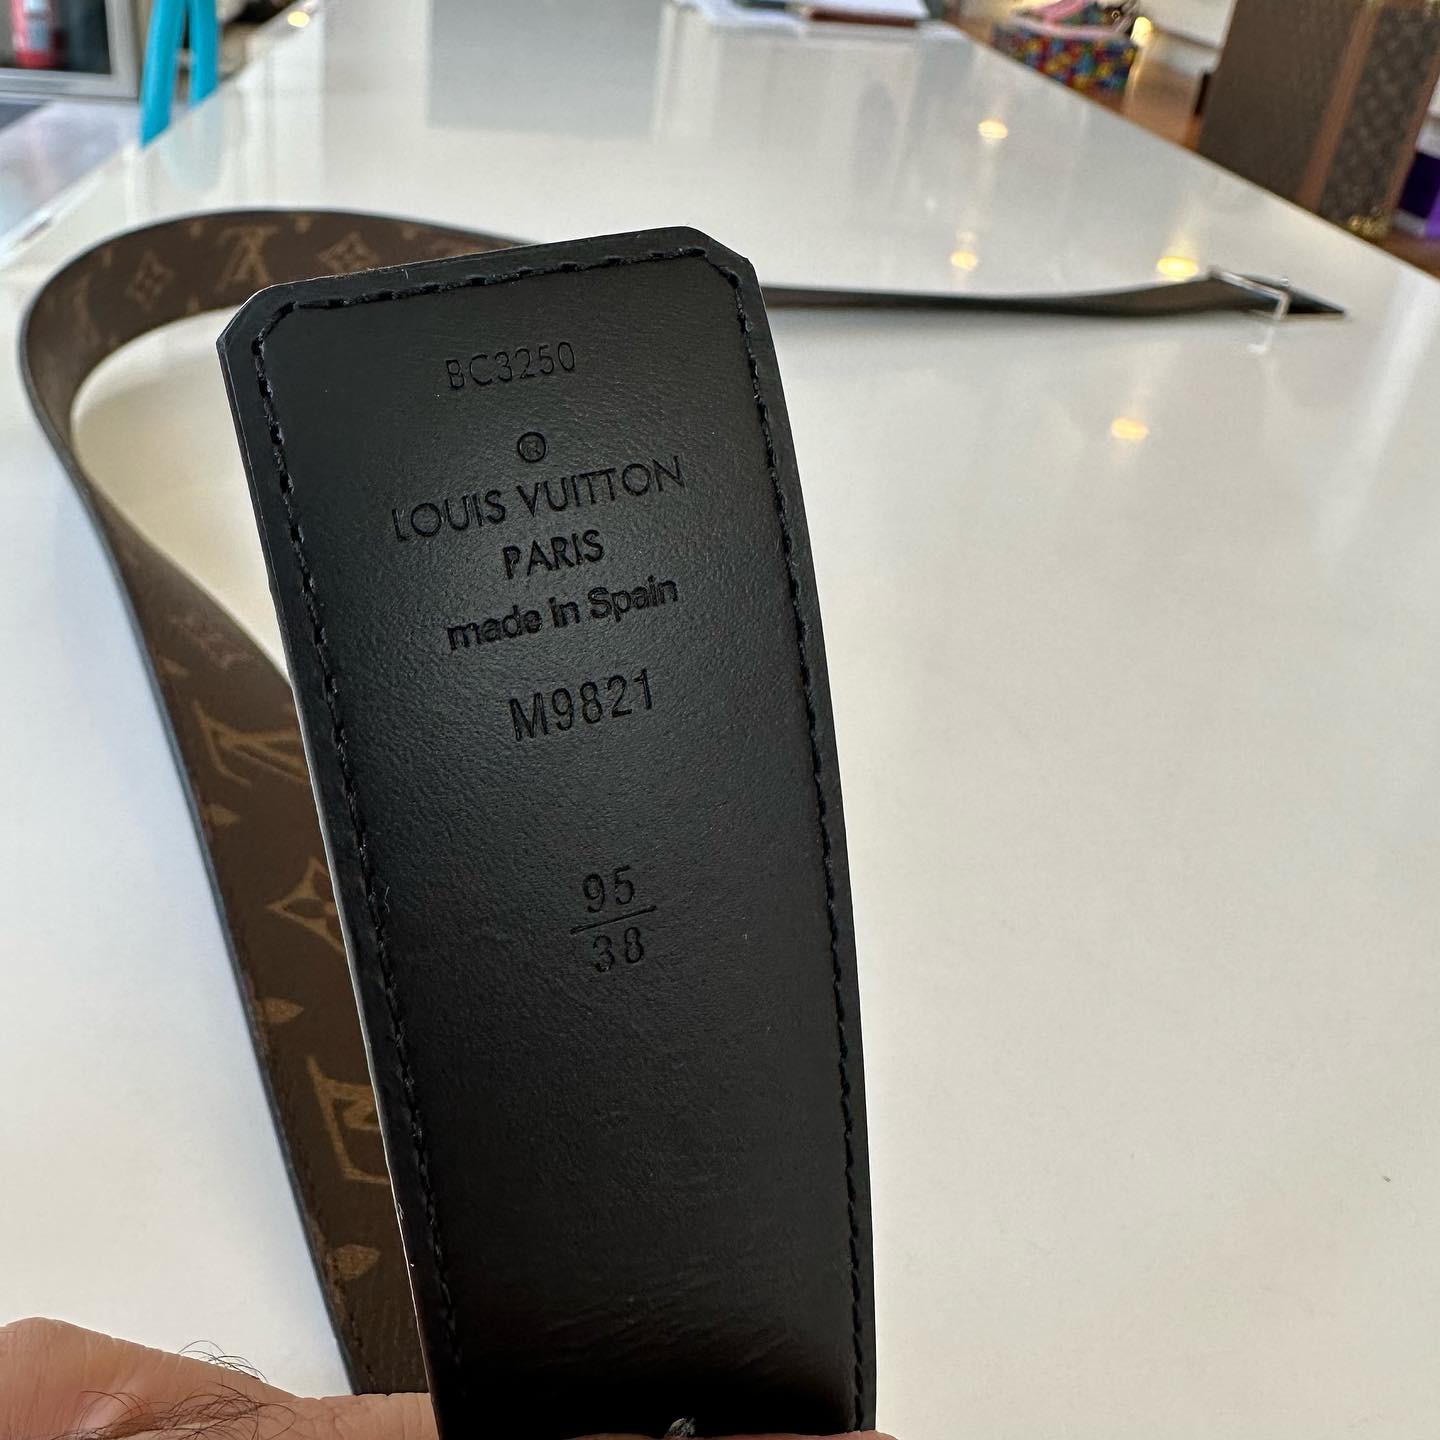 BC3250
®
LOUIS VUITTON
PARIS
made in Spain
M9821
95
38